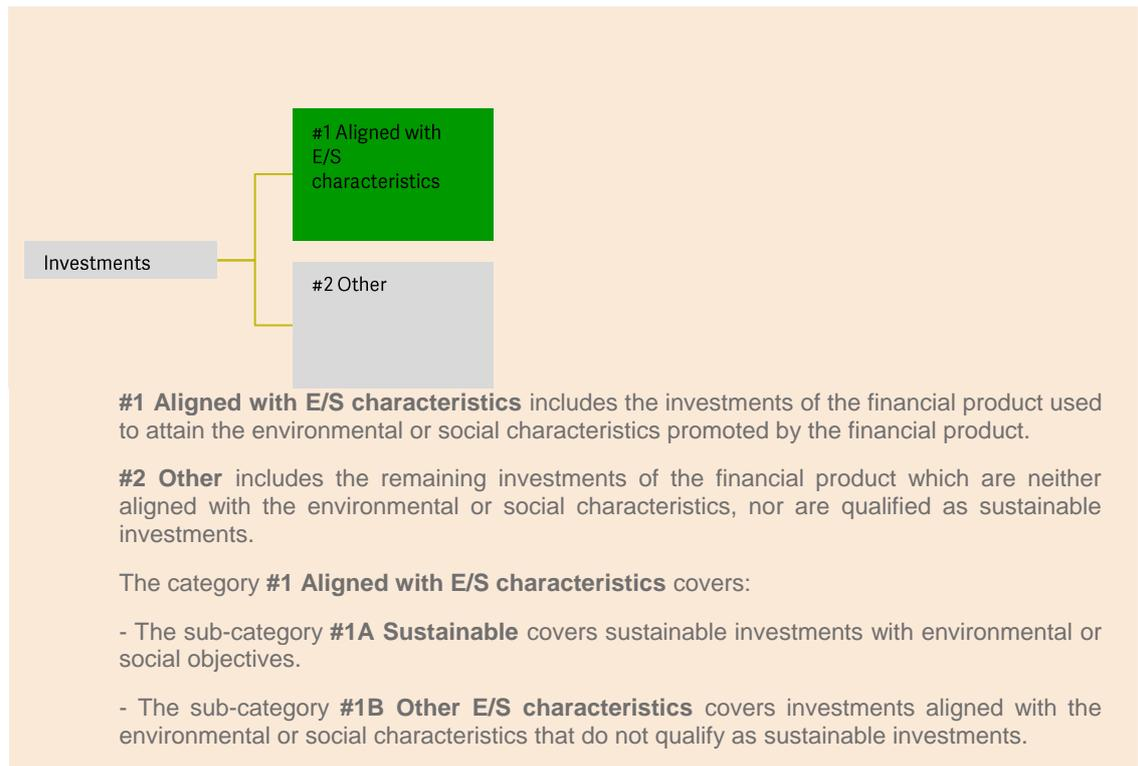 #1 Aligned with
E/S
characteristics
Investments
#2 Other
#1 Aligned with E/S characteristics includes the investments of the financial product used
to attain the environmental or social characteristics promoted by the financial product.
#2 Other includes the remaining investments of the financial product which are neither
aligned with the environmental or social characteristics, nor are qualified as sustainable
investments.
The category #1 Aligned with E/S characteristics covers:
- The sub-category #1A Sustainable covers sustainable investments with environmental or
social objectives.
- The sub-category #1B Other E/S characteristics covers investments aligned with the
environmental or social characteristics that do not qualify as sustainable investments.